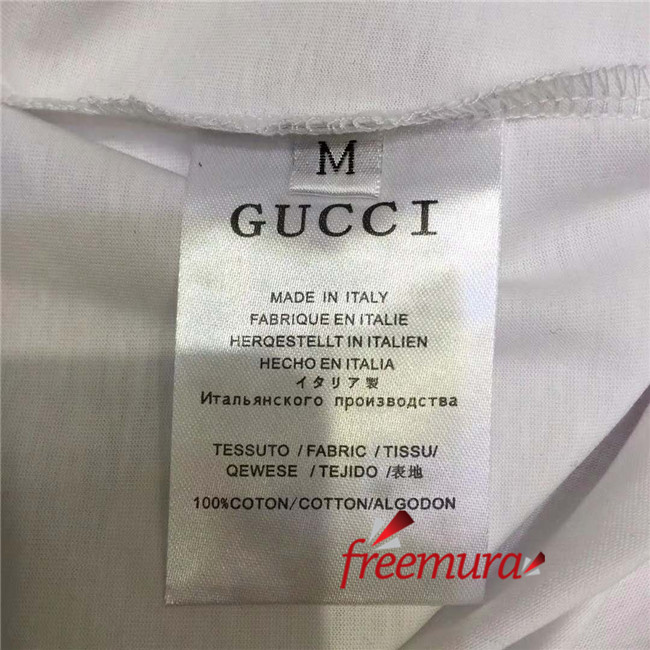 M
GUCCI
MADE IN ITALY
FABRIQUE EN ITALIE
HERQESTELLT IN ITALIEN
HECHO EN ITALIA
イタリア製
Итальянского производства
TESSUTO /FABRIC /TISSU/
QEWESE /TEJIDO /表地
100%COTON/COTTON/ALGODON
freemura